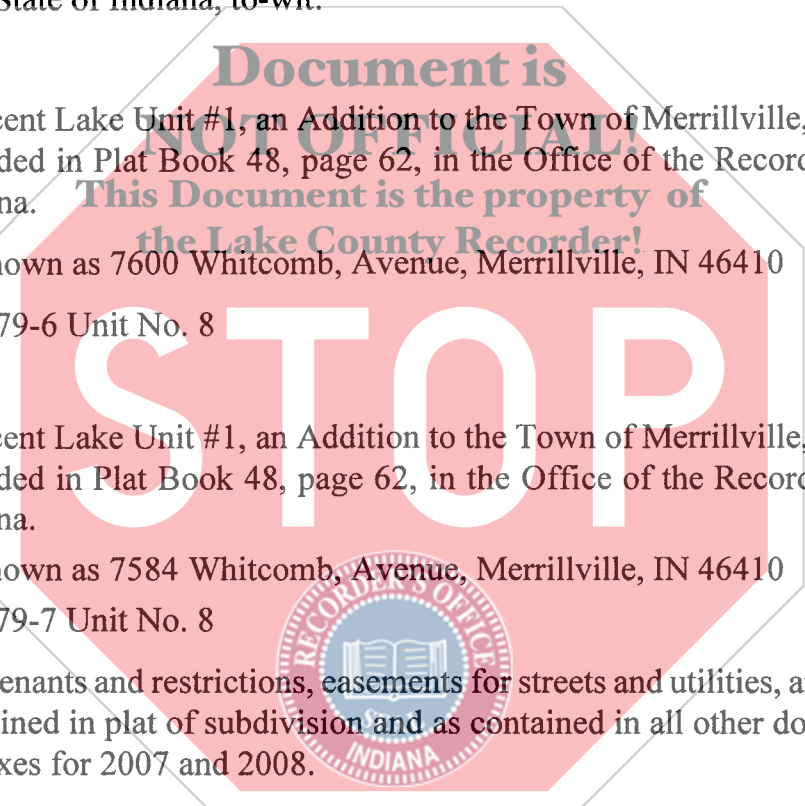 State of Indiana, to-wit:
Document is
cent Lake Unit #1, an Addition to the Town of Merrillville,
NOT OFFICIAL!
ded in Plat Book 48, page 62, in the Office of the Record
na.
This Document is the property of
the Lake County Recorder!
nown as 7600 Whitcomb, Avenue, Merrillville, IN 46410
79-6 Unit No. 8
STOP
cent Lake Unit #1, an Addition to the Town of Merrillville,
ded in Plat Book 48, page 62, in the Office of the Record
na.
nown as 7584 Whitcomb, Avenue, Merrillville, IN 46410
79-7 Unit No. 8
RECORDER'S OFFICE
enants and restrictions, easements for streets and utilities, a
ined in plat of subdivision and as contained in all other do
INDIANA
xes for 2007 and 2008.